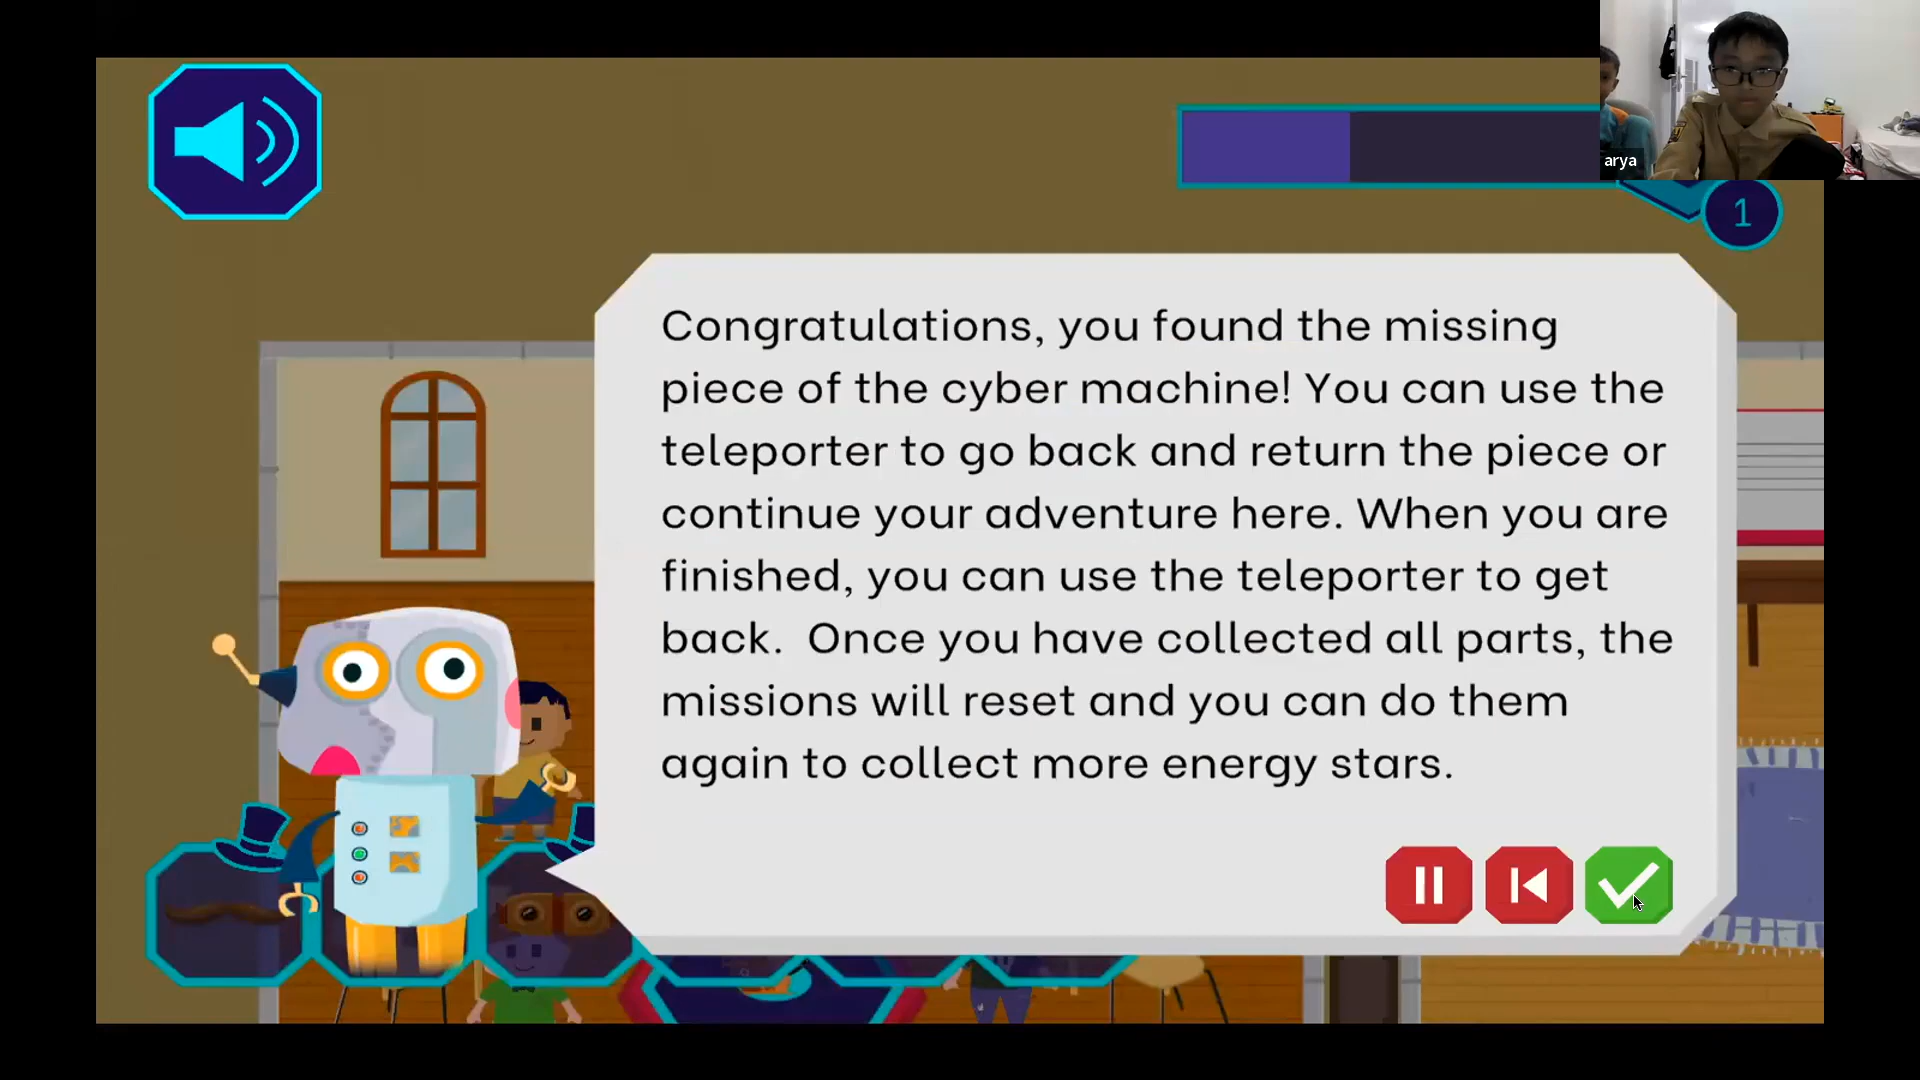 arya
1
Congratulations, you found the missing
piece of the cyber machine! You can use the
teleporter to go back and return the piece or
continue your adventure here. When you are
finished, you can use the teleporter to get
back.  Once you have collected all parts, the
missions will reset and you can do them
again to collect more energy stars.